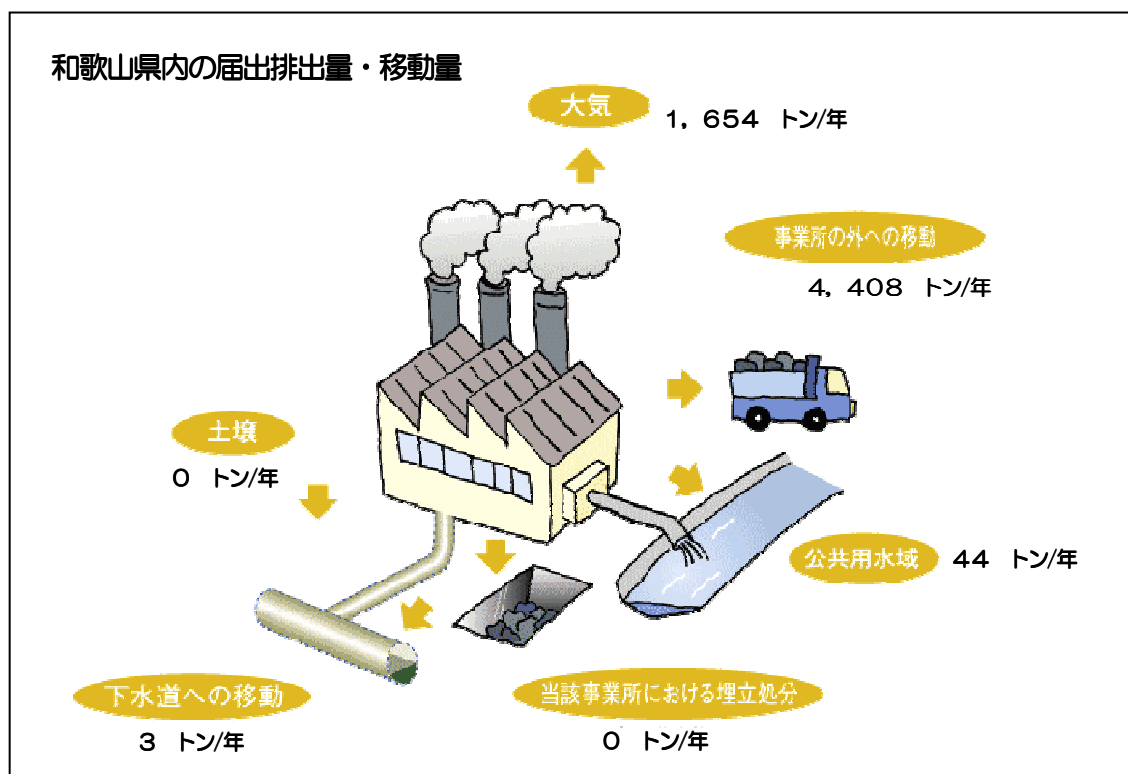 和歌山県内の届出排出量・移動量
大気
1,654 トン/年
事業所の外への移動
4,408 トン/年
土壌
0 トン/年
公共用水域 44 トン/年
下水道への移動
3 トン/年
当該事業所における埋立処分
0 トン/年